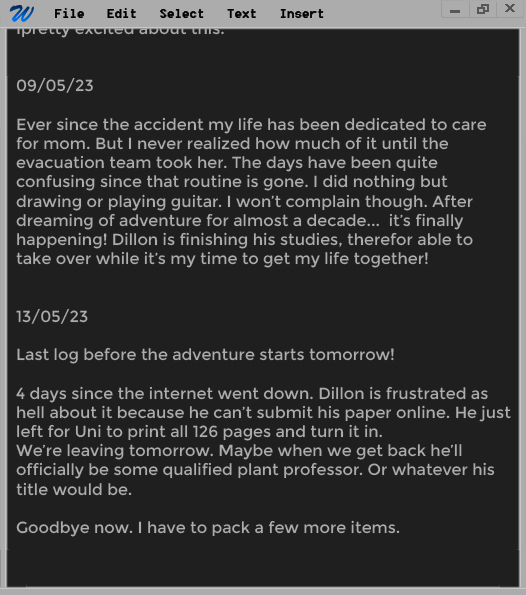 File Edit Select Text Insert
pretty excited about this.
09/05/23
Ever since the accident my life has been dedicated to care
for mom. But I never realized how much of it until the
evacuation team took her. The days have been quite
confusing since that routine is gone. I did nothing but
drawing or playing guitar. I won't complain though. After
dreaming of adventure for almost a decade... it's finally
happening! Dillon is finishing his studies, therefor able to
take over while it's my time to get my life together!
13/05/23
Last log before the adventure starts tomorrow!
4 days since the internet went down. Dillon is frustrated as
hell about it because he can't submit his paper online. He just
left for Uni to print all 126 pages and turn it in.
We're leaving tomorrow. Maybe when we get back he'll
officially be some qualified plant professor. Or whatever his
title would be.
Goodbye now. I have to pack a few more items.